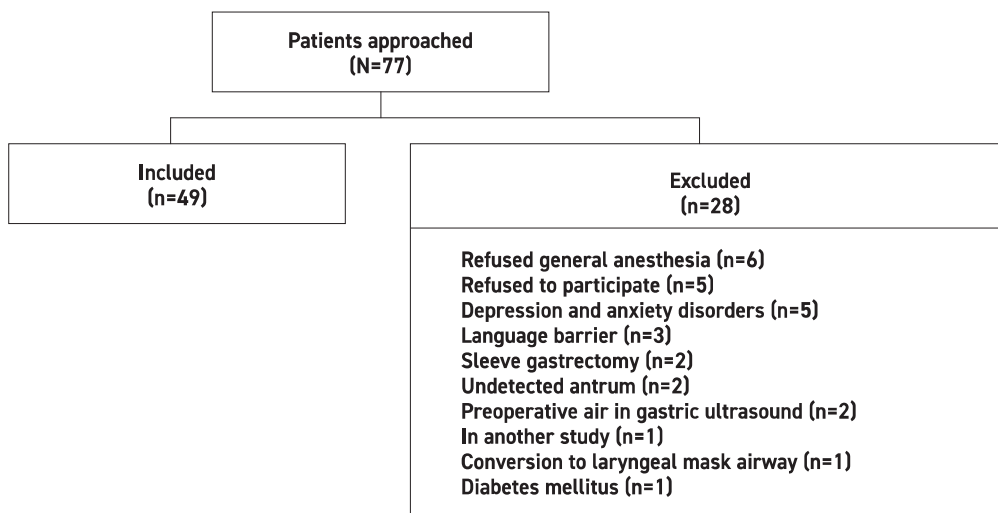 Patients approached
(N=77)
Included
(n=49)
Excluded
(n=28)
Refused general anesthesia (n=6)
Refused to participate (n=5)
Depression and anxiety disorders (n=5)
Language barrier (n=3)
Sleeve gastrectomy (n=2)
Undetected antrum (n=2)
Preoperative air in gastric ultrasound (n=2)
In another study (n=1)
Conversion to laryngeal mask airway (n=1)
Diabetes mellitus (n=1)